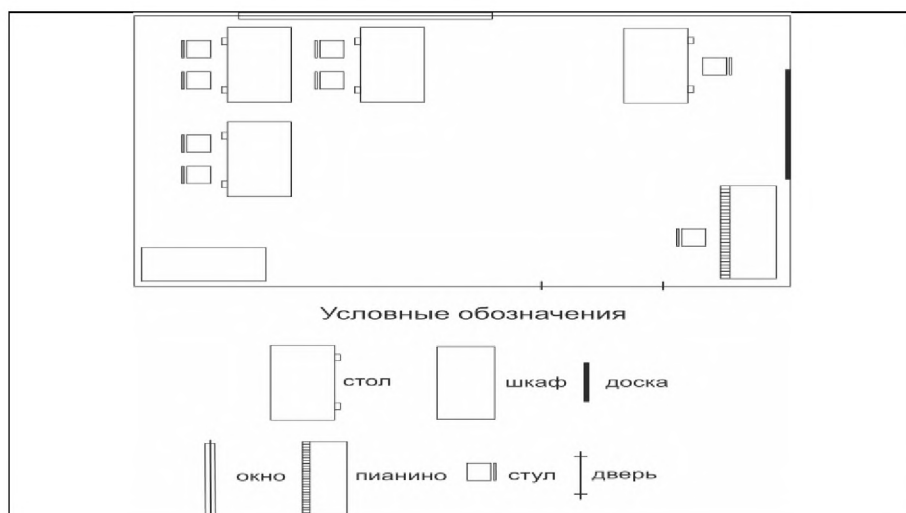 Условные обозначения
стол шкаф доска
окно пианино стул дверь